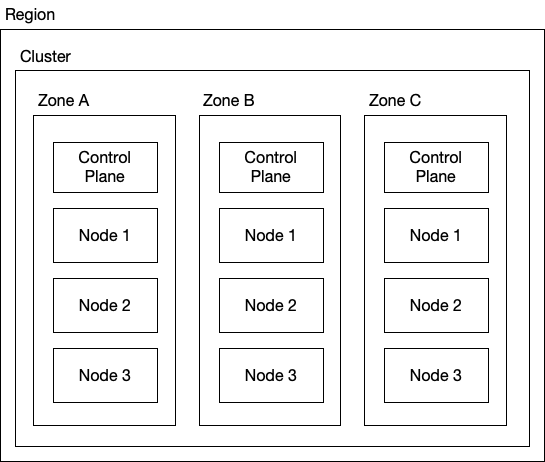 Region
Cluster
Zone A
Control
Plane
Node 1
Node 2
Node 3
Zone B
Control
Plane
Node 1
Node 2
Node 3
Zone C
Control
Plane
Node 1
Node 2
Node 3